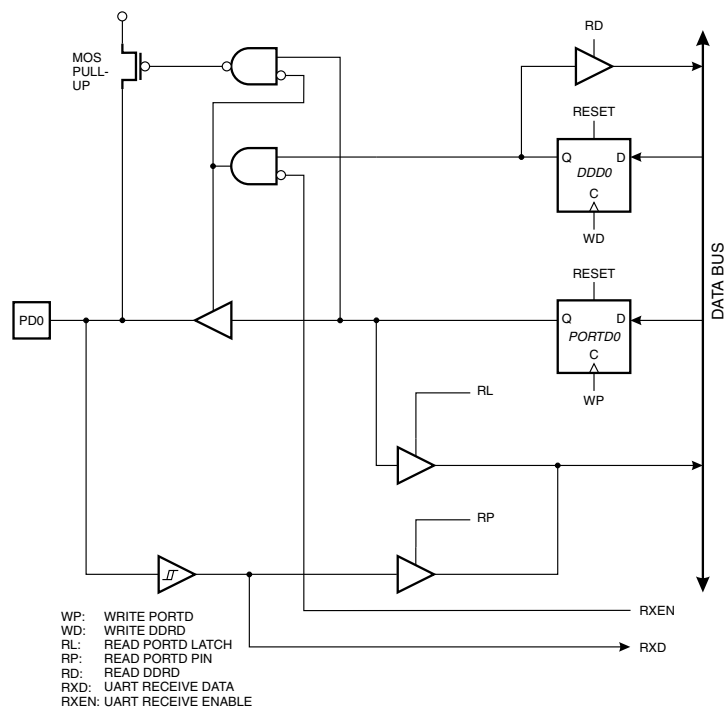 RD
MOS
PULL-
UP
RESET
Q D
DDD0
C
WD
DATA BUS
RESET
PD0
Q D
PORTD0
C
WP
RL
RP
RXEN
WP: WRITE PORTD
WD: WRITE DDRD
RL: READ PORTD LATCH
RXD
RP: READ PORTD PIN
RD: READ DDRD
RXD: UART RECEIVE DATA
RXEN: UART RECEIVE ENABLE